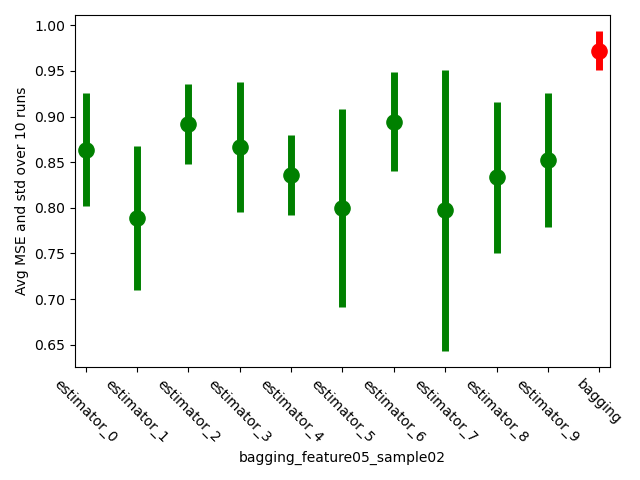 1.00
0.95
0.90
0.85
0.80
0.75
0.70
0.65
Avg MSE and std over 10 runs
estimator_0
estimator_1
estimator_2
estimator_3
estimator_4
estimator_5
estimator_6
estimator_7
estimator_8
estimator_9
bagging
bagging_feature05_sample02